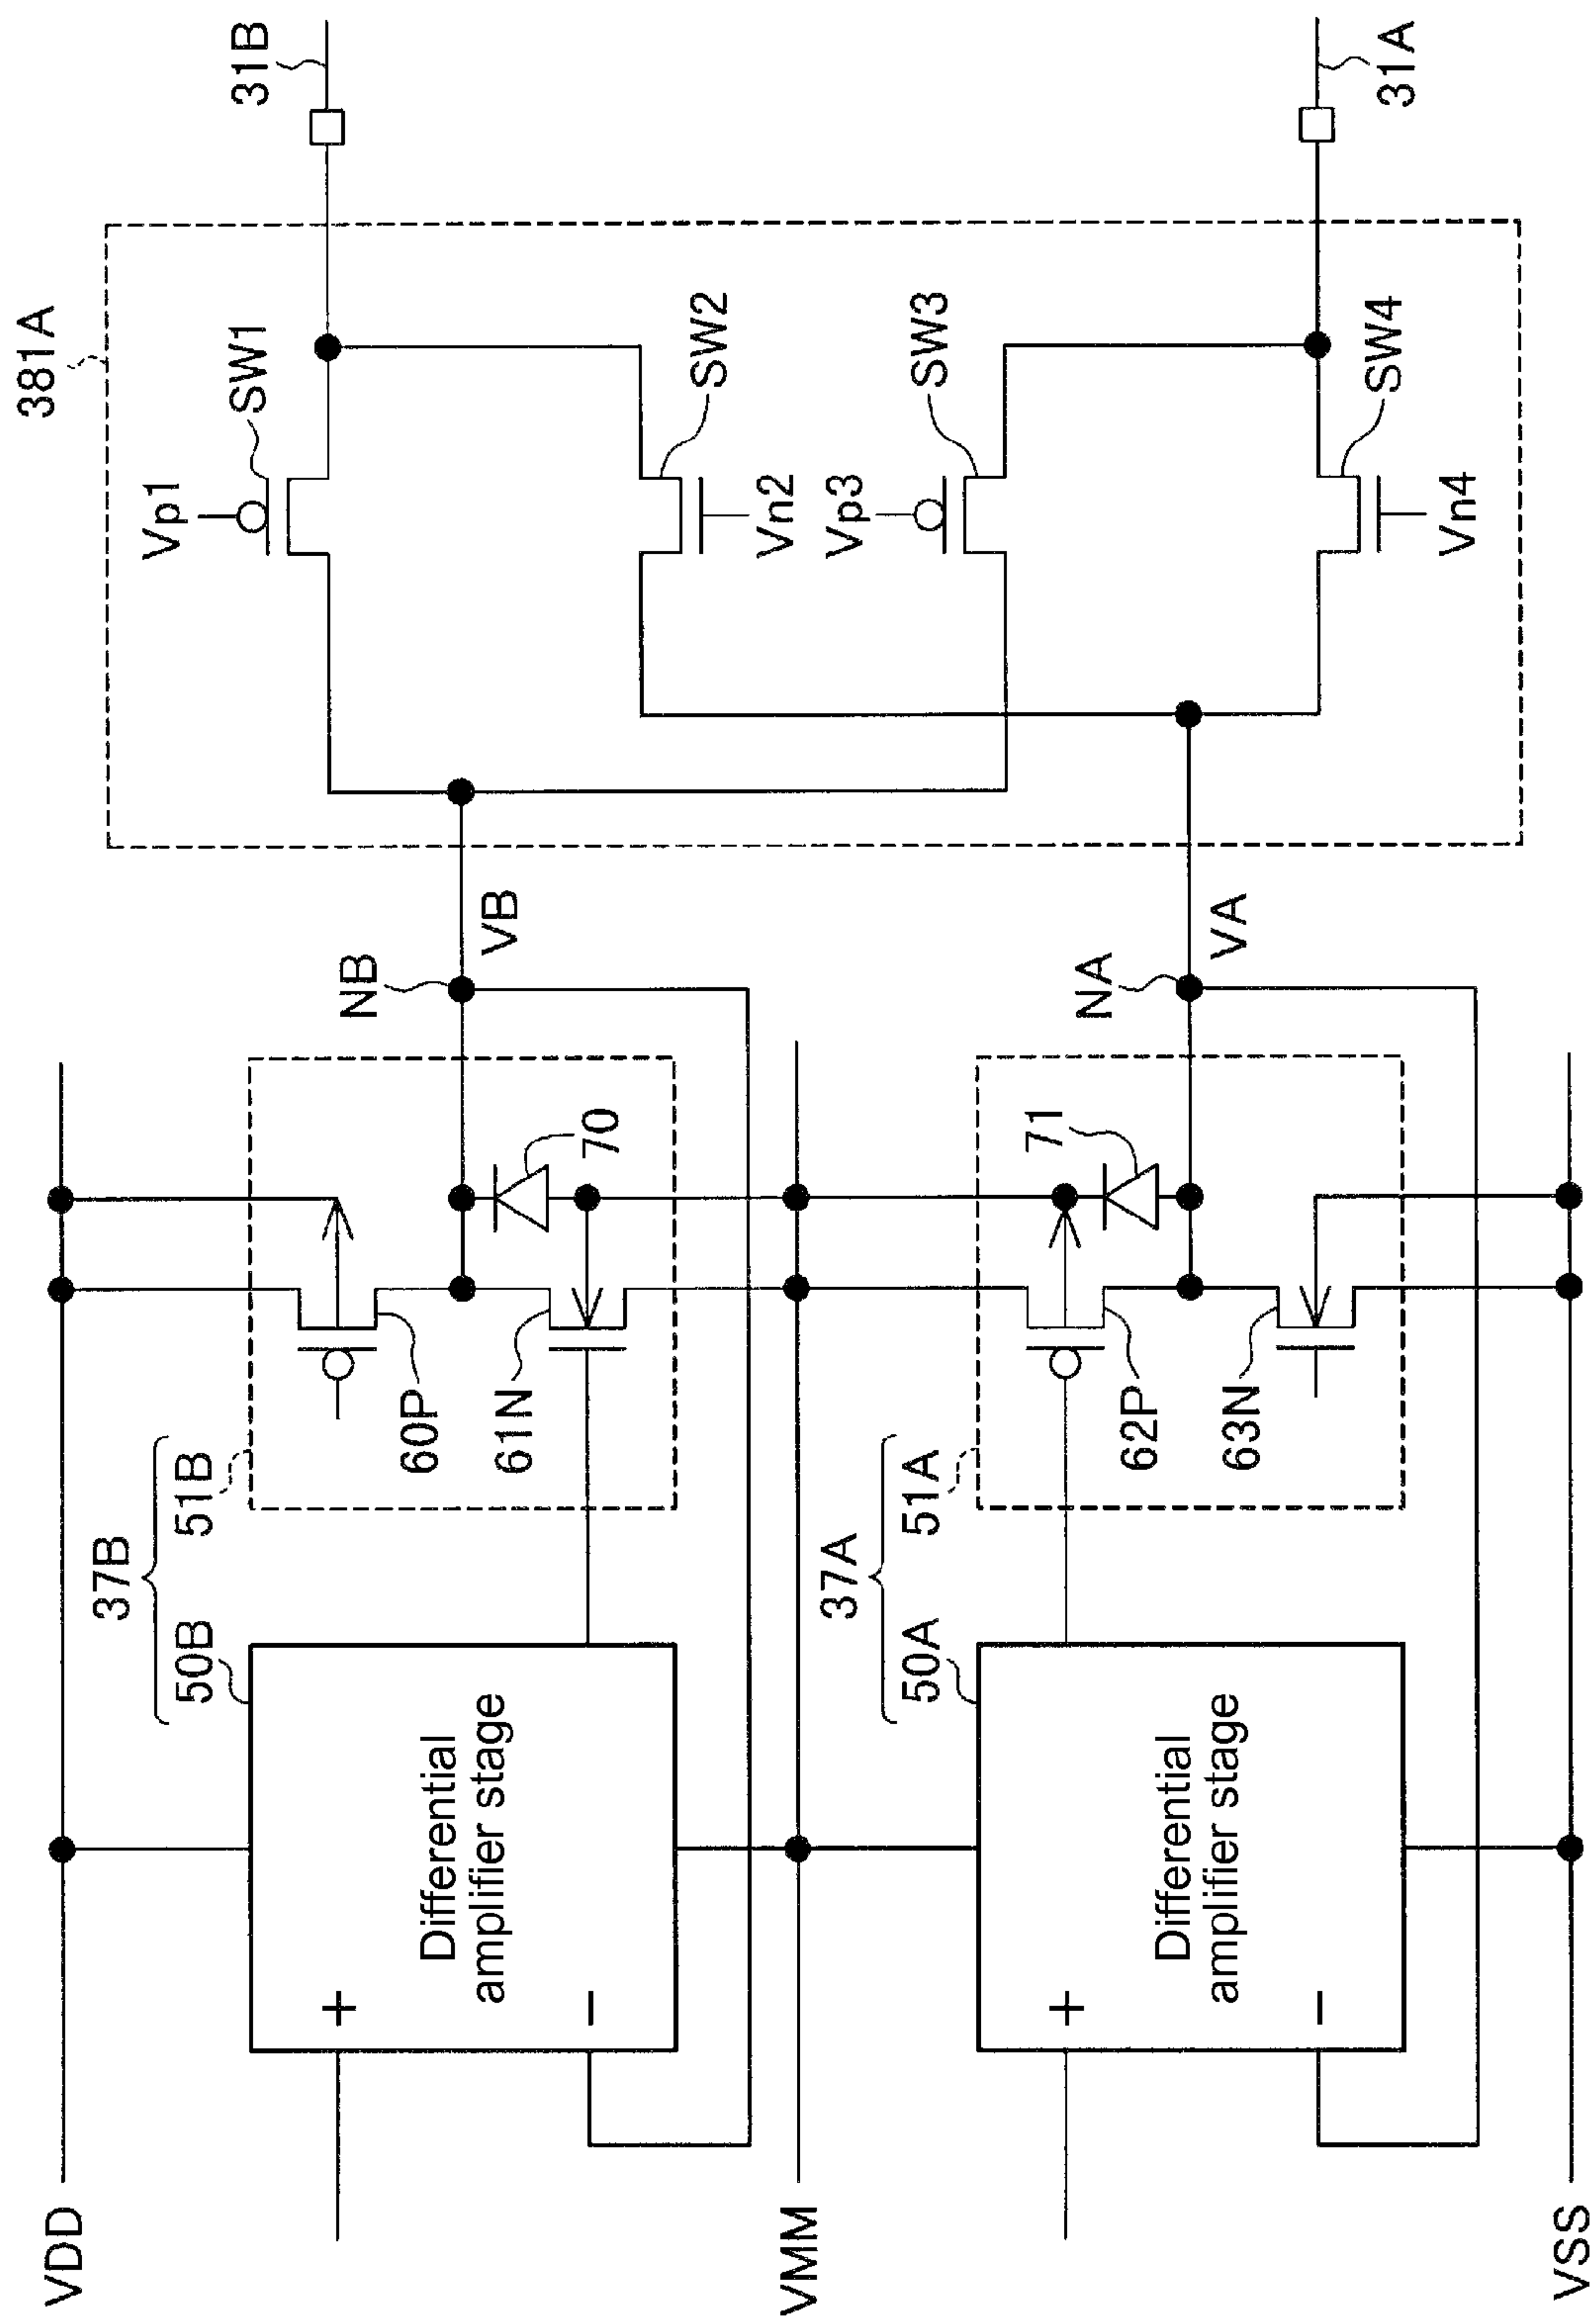 VDD
VMM
VSS
37B
50B
51B
Differential
amplifier stage
+
−
60P
61N
70
NB
VB
37A
50A
51A
Differential
amplifier stage
+
−
62P
63N
71
NA
VA
381A
Vp1
SW1
Vn2
SW2
Vp3
SW3
Vn4
SW4
31B
31A